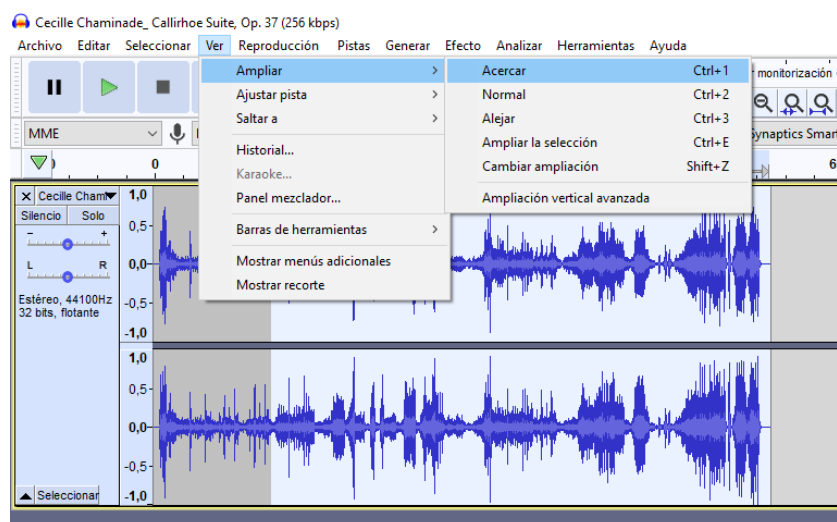 Cecille Chaminade_ Callirhoe Suite, Op. 37 (256 kbps)
Archivo Editar Seleccionar Ver Reproducción Pistas Generar Efecto Analizar Herramientas Ayuda
Ampliar
Acercar Ctrl+1
monitorización
Ajustar pista
Normal Ctrl+2
Saltar a
Alejar Ctrl+3
MME
Historial...
Ampliar la selección Ctrl+E
Karaoke...
Cambiar ampliación Shift+Z
0
6
Panel mezclador...
Ampliación vertical avanzada
Barras de herramientas
Mostrar menús adicionales
Mostrar recorte
X Cecille Cham
Silencio Solo
- +
L R
Estéreo, 44100Hz
32 bits, flotante
Seleccionar
1,0
0,5
0,0
-0,5
-1,0
1,0
0,5
0,0
-0,5
-1,0